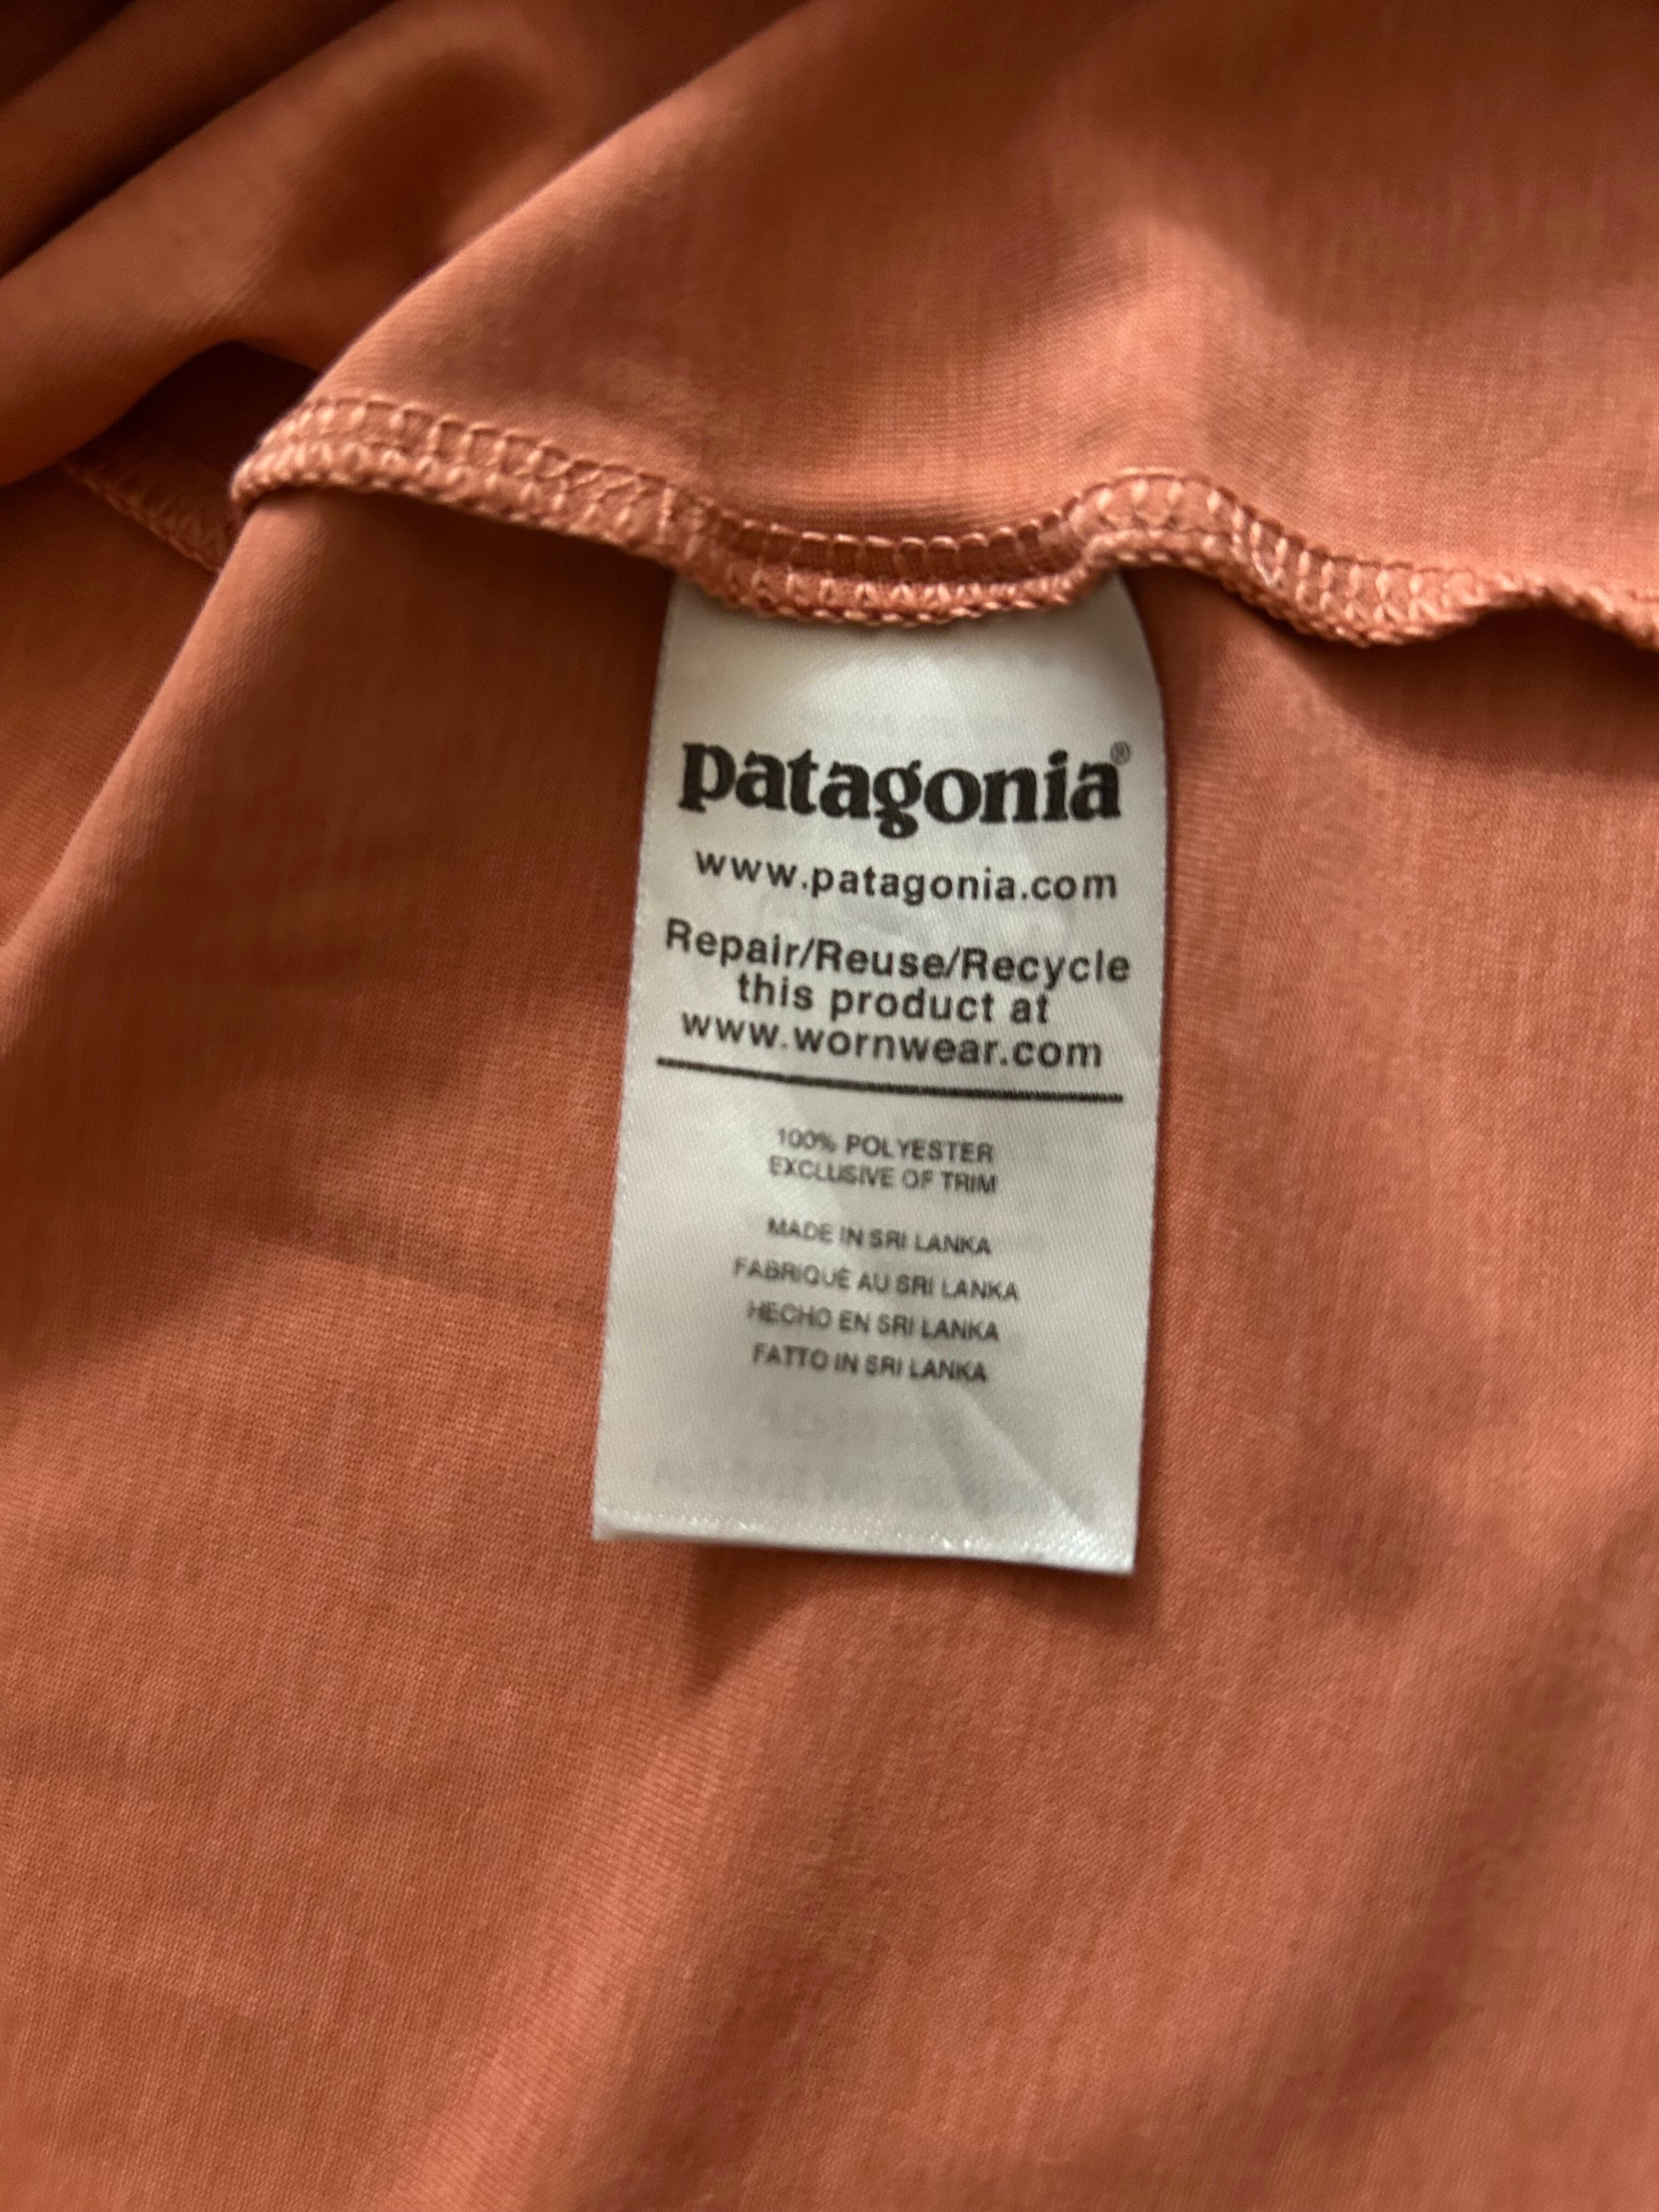 patagonia®
www.patagonia.com
Repair/Reuse/Recycle
this product at
www.wornwear.com
100% POLYESTER
EXCLUSIVE OF TRIM
MADE IN SRI LANKA
FABRIQUÉ AU SRI LANKA
HECHO EN SRI LANKA
FATTO IN SRI LANKA